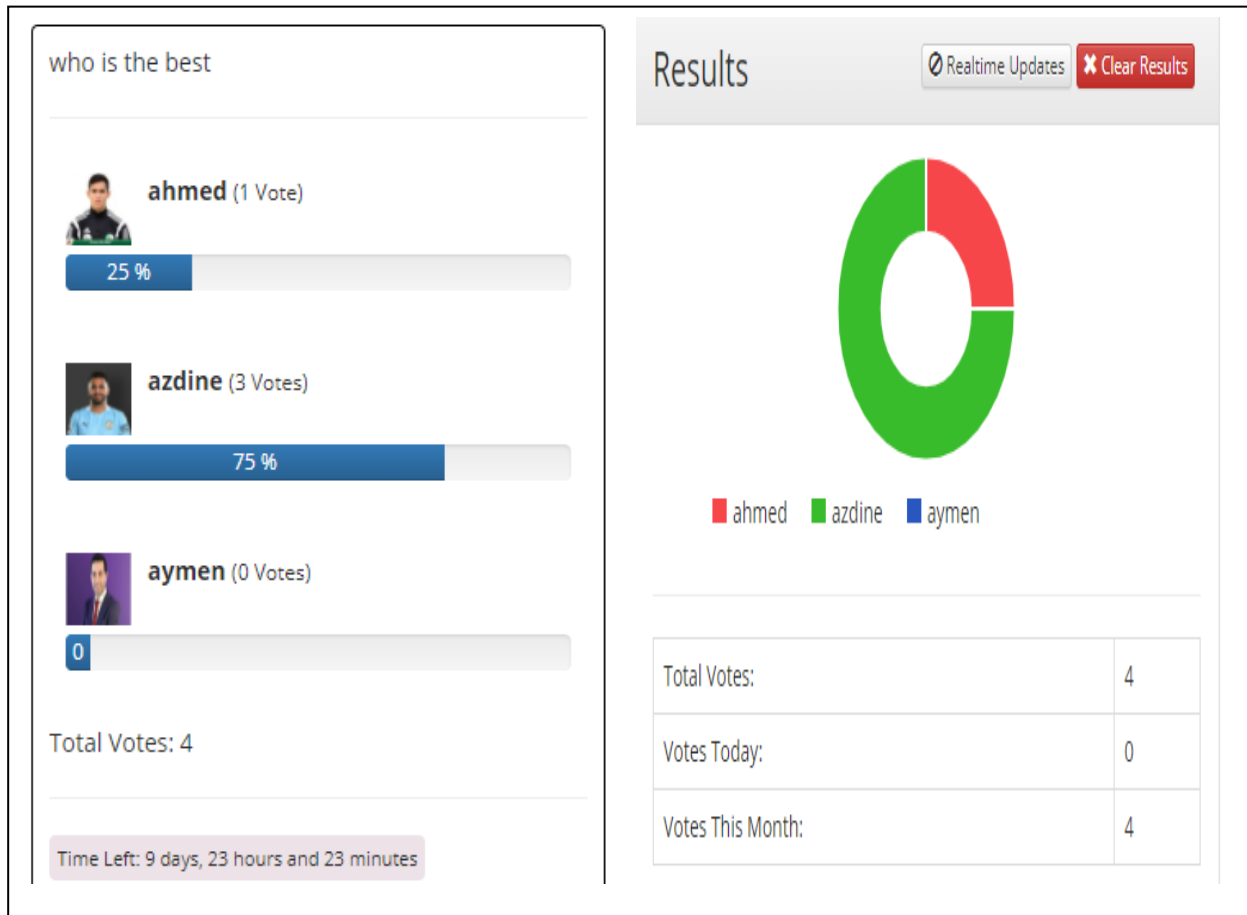 who is the best
ahmed (1 Vote)
25 %
azdine (3 Votes)
75 %
aymen (0 Votes)
0
Total Votes: 4
Time Left: 9 days, 23 hours and 23 minutes
Results
Realtime Updates
Clear Results
ahmed azdine aymen
Total Votes: 4
Votes Today: 0
Votes This Month: 4